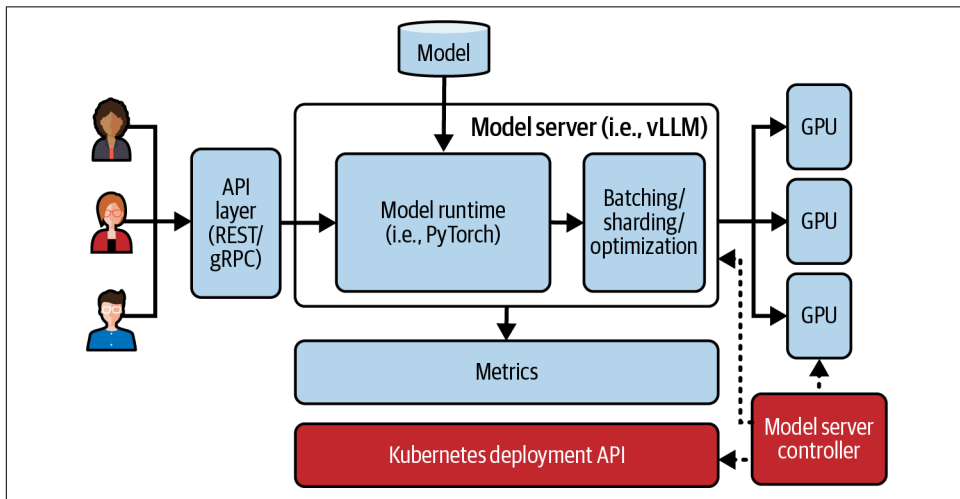 Model
Model server (i.e., vLLM)
API
layer
(REST/
gRPC)
Model runtime
(i.e., PyTorch)
Batching/
sharding/
optimization
GPU
GPU
GPU
Metrics
Kubernetes deployment API
Model server
controller